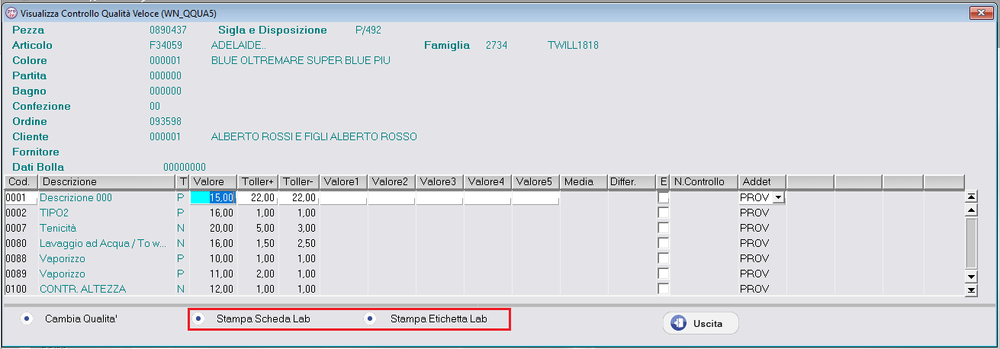 Visualizza Controllo Qualità Veloce (WN_QQUA5)
Pezza 0890437 Sigla e Disposizione P/492
Articolo F34059 ADELAIDE.. Famiglia 2734 TWILL1818
Colore 000001 BLUE OLTREMARE SUPER BLUE PIU
Partita 000000
Bagno 000000
Confezione 00
Ordine 093598
Cliente 000001 ALBERTO ROSSI E FIGLI ALBERTO ROSSO
Fornitore
Dati Bolla 00000000
Cod. Descrizione T Valore Toller+ Toller- Valore1 Valore2 Valore3 Valore4 Valore5 Media Differ. E N.Controllo Addet
0001 Descrizione 000 P 15,00 22,00 22,00 PROV
0002 TIPO2 P 16,00 1,00 1,00 PROV
0007 Tenicità N 20,00 5,00 3,00 PROV
0080 Lavaggio ad Acqua / To w... N 16,00 1,50 2,50 PROV
0088 Vaporizzo P 10,00 1,00 1,00 PROV
0089 Vaporizzo P 11,00 2,00 1,00 PROV
0100 CONTR. ALTEZZA N 12,00 1,00 1,00 PROV
Cambia Qualita' Stampa Scheda Lab Stampa Etichetta Lab Uscita